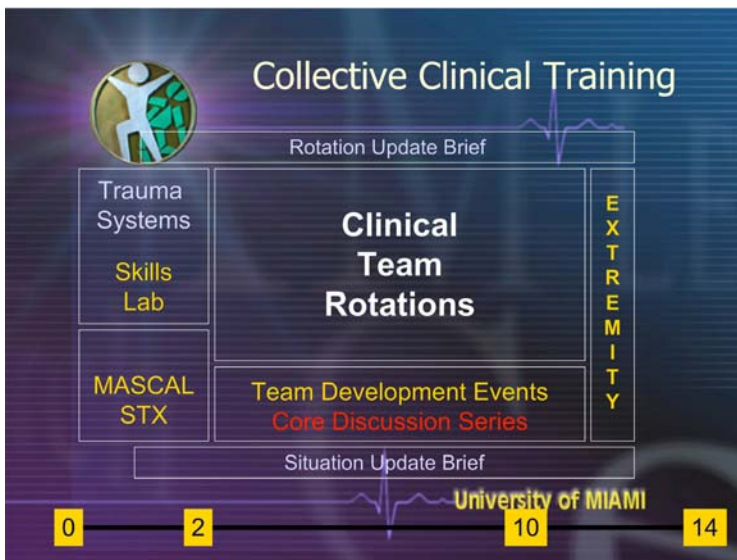 Collective Clinical Training
Rotation Update Brief
Trauma
Systems
Skills
Lab
MASCAL
STX
Clinical
Team
Rotations
Team Development Events
Core Discussion Series
EXTREMITY
Situation Update Brief
University of MIAMI
0
2
10
14